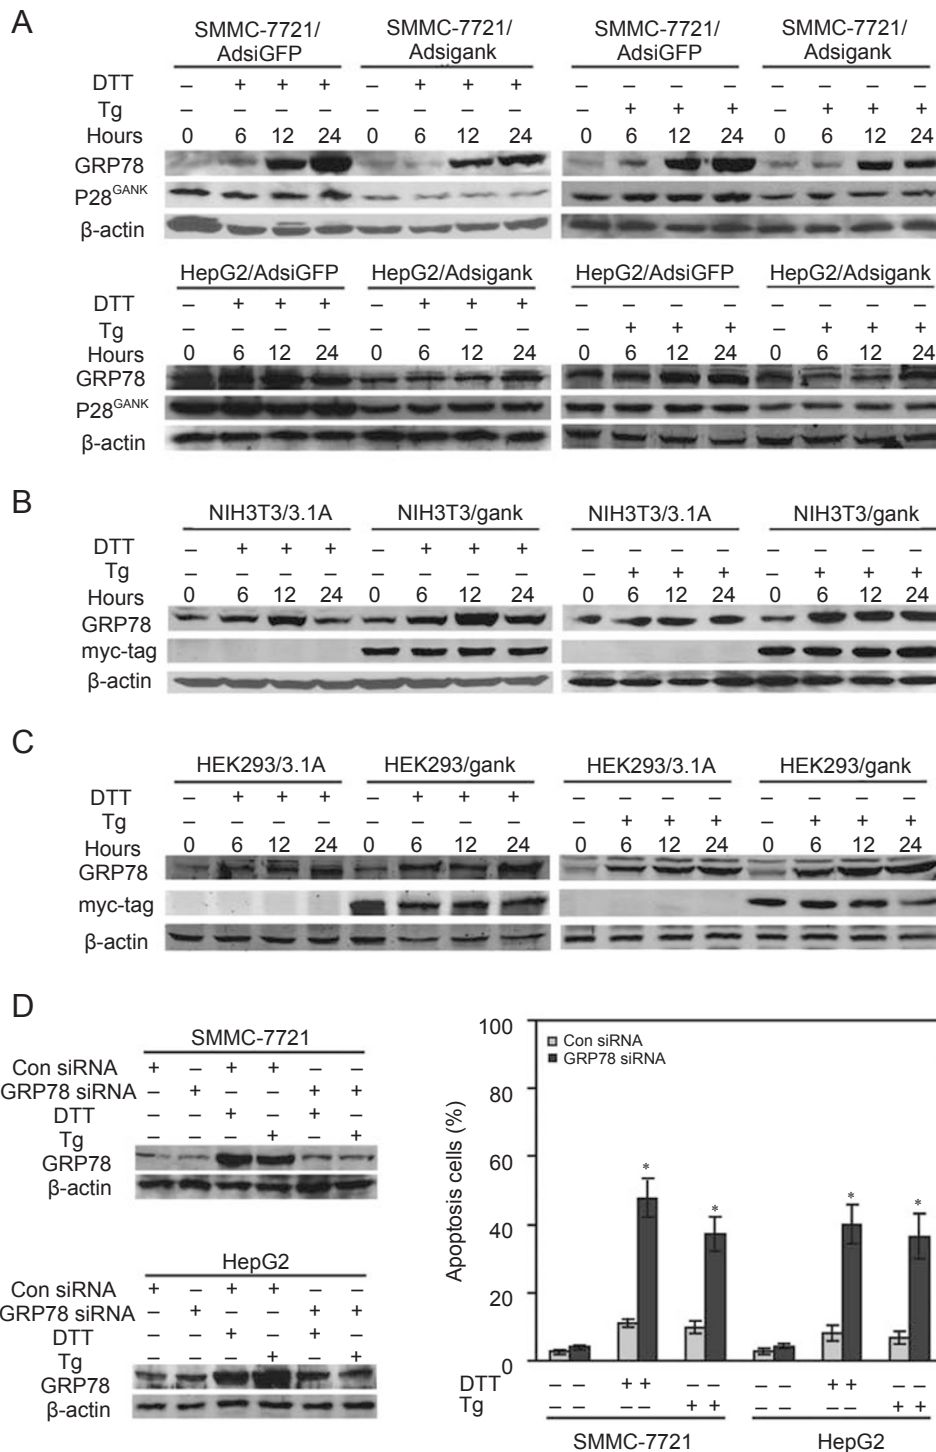 A
SMMC-7721/ AdsiGFP SMMC-7721/ Adsigank SMMC-7721/ AdsiGFP SMMC-7721/ Adsigank
DTT – + + + – + + + – – – – – – – –
Tg – – – – – – – – – + + + – + + +
Hours 0 6 12 24 0 6 12 24 0 6 12 24 0 6 12 24
GRP78
P28GANK
β-actin
HepG2/AdsiGFP HepG2/Adsigank HepG2/AdsiGFP HepG2/Adsigank
DTT – + + + – + + + – – – – – – – –
Tg – – – – – – – – – + + + – + + +
Hours 0 6 12 24 0 6 12 24 0 6 12 24 0 6 12 24
GRP78
P28GANK
β-actin
B
NIH3T3/3.1A NIH3T3/gank NIH3T3/3.1A NIH3T3/gank
DTT – + + + – + + + – – – – – – – –
Tg – – – – – – – – – + + + – + + +
Hours 0 6 12 24 0 6 12 24 0 6 12 24 0 6 12 24
GRP78
myc-tag
β-actin
C
HEK293/3.1A HEK293/gank HEK293/3.1A HEK293/gank
DTT – + + + – + + + – – – – – – – –
Tg – – – – – – – – – + + + – + + +
Hours 0 6 12 24 0 6 12 24 0 6 12 24 0 6 12 24
GRP78
myc-tag
β-actin
D
SMMC-7721
Con siRNA + – + + – –
GRP78 siRNA – + – – + +
DTT – – + – + –
Tg – – – + – +
GRP78
β-actin
HepG2
Con siRNA + – + + – –
GRP78 siRNA – + – – + +
DTT – – + – + –
Tg – – – + – +
GRP78
β-actin
Apoptosis cells (%)
100
80
60
40
20
0
Con siRNA
GRP78 siRNA
* * * *
DTT – – + + – – – – + + – –
Tg – – – – + + – – – – + +
SMMC-7721 HepG2